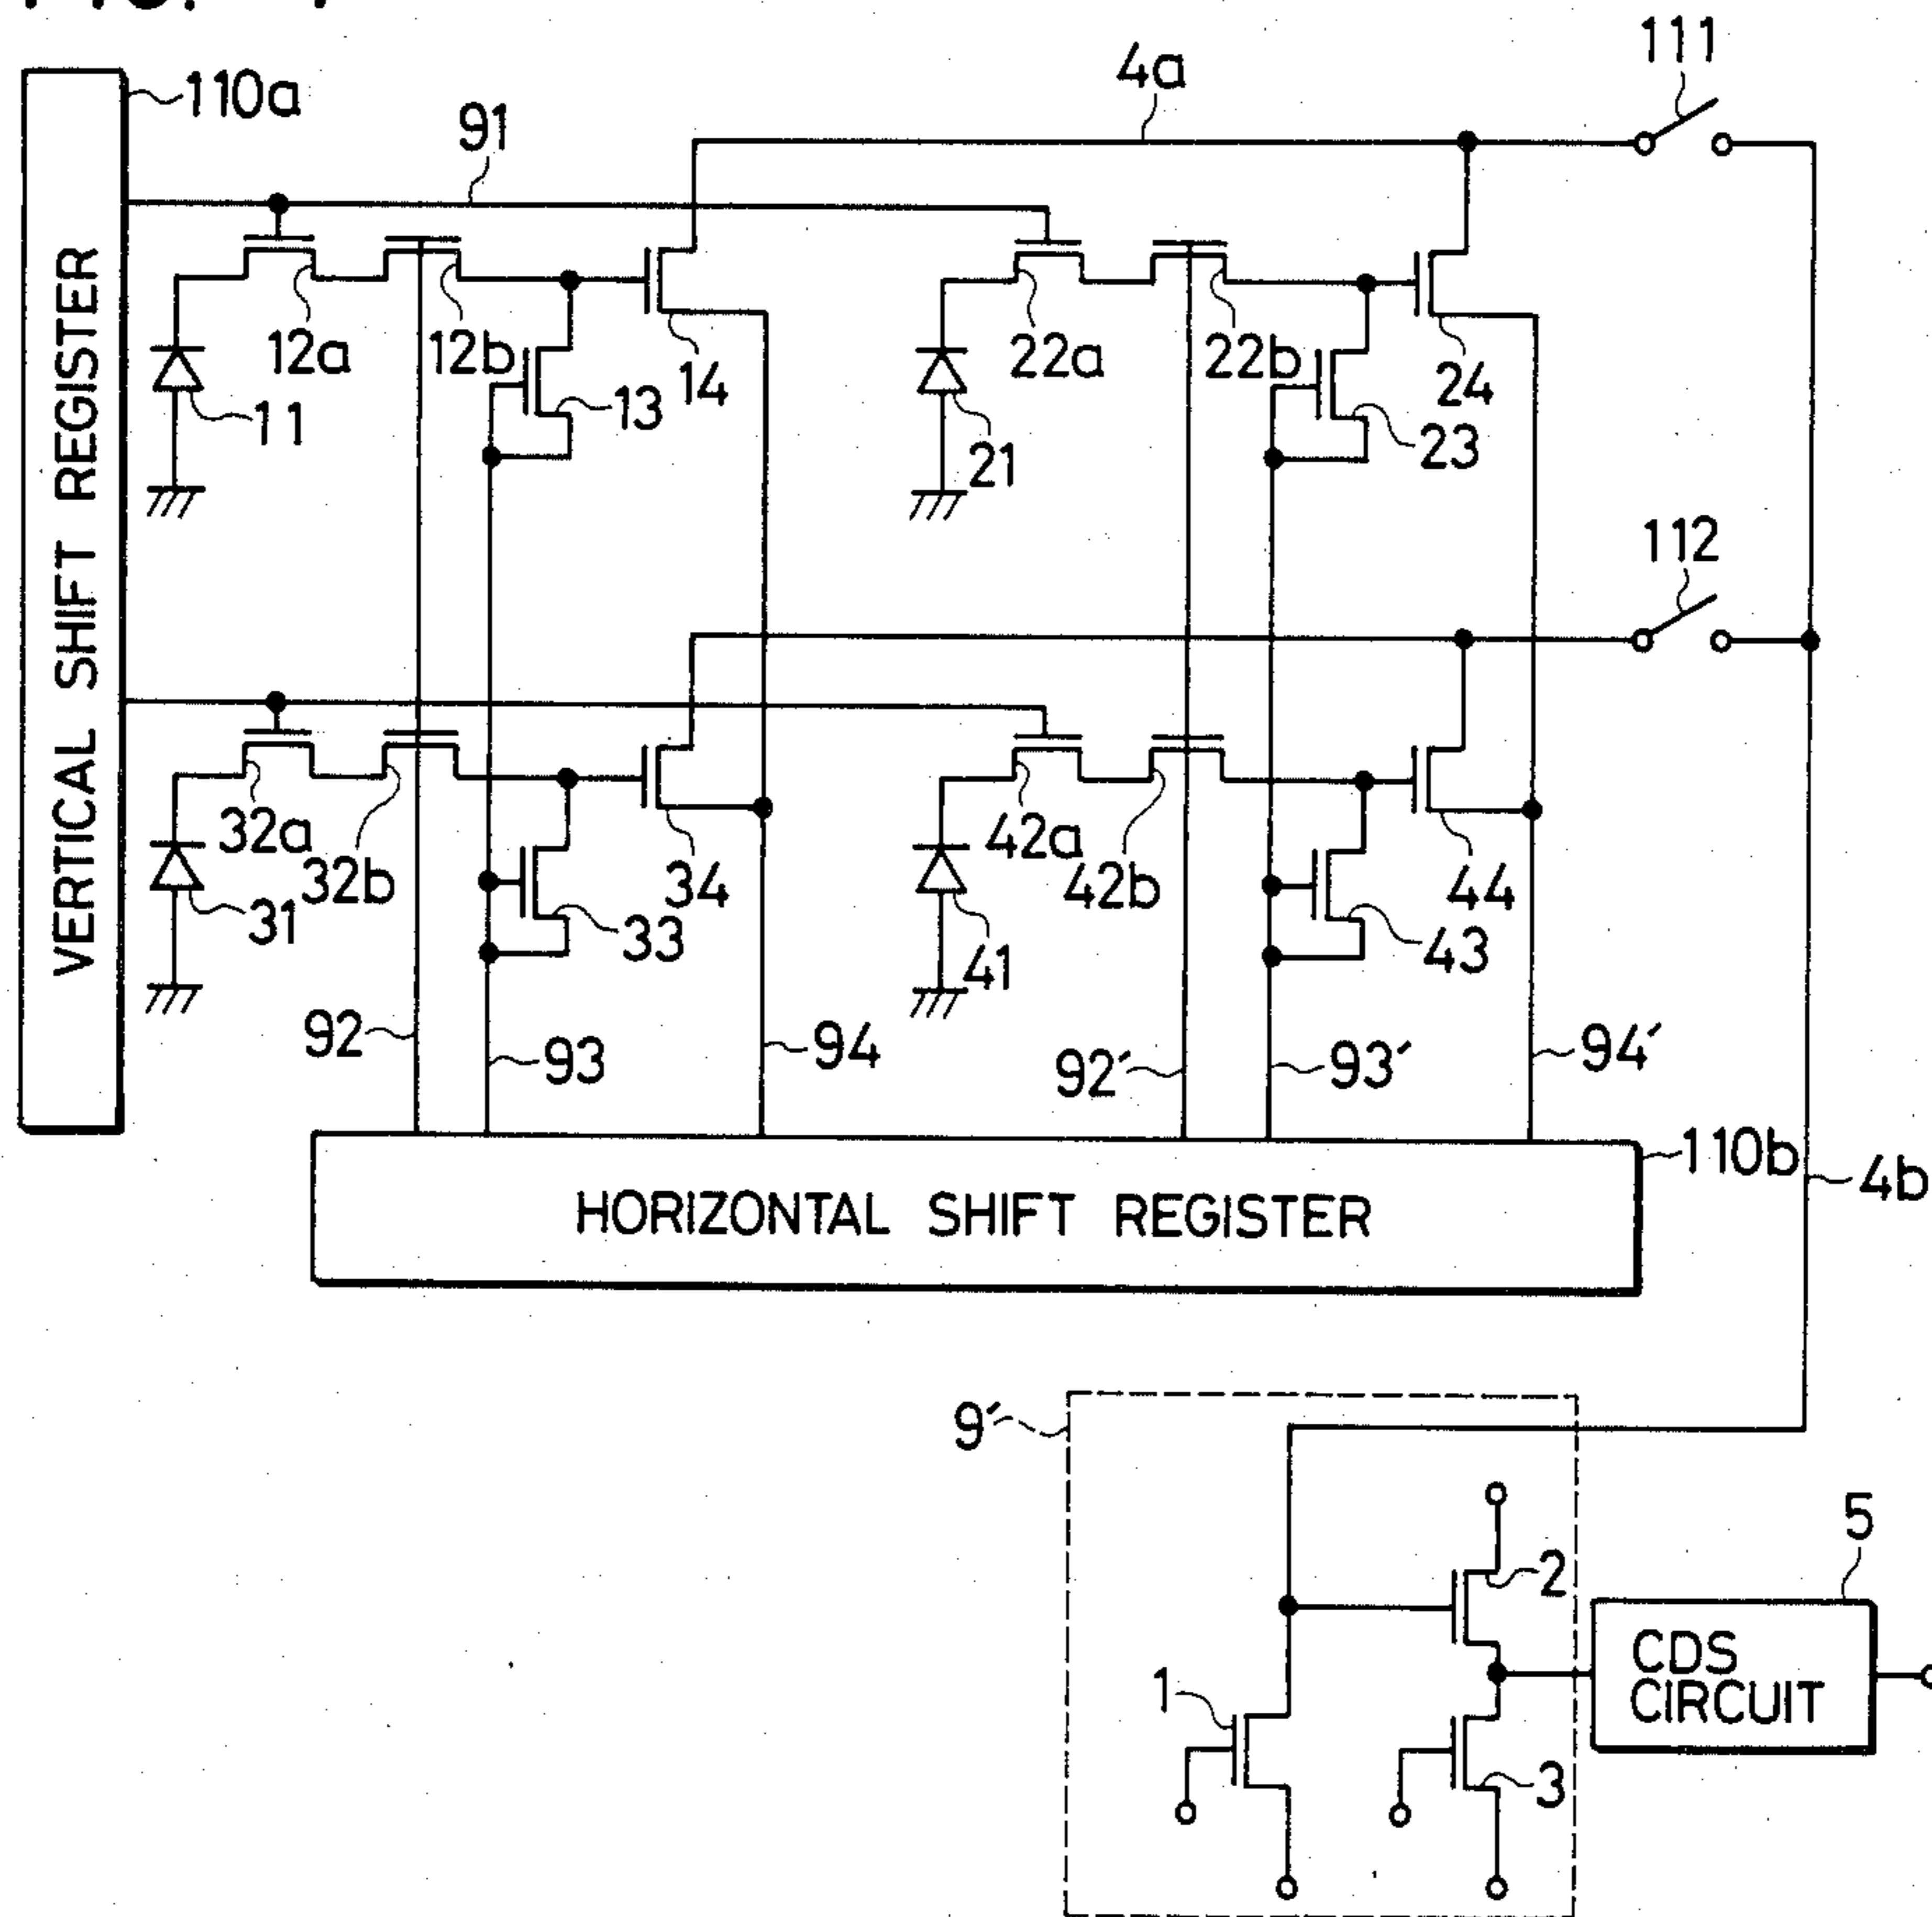 111
4a
110a
91
12a
12b
14
22a
22b
24
13
23
11
21
112
VERTICAL SHIFT REGISTER
32a
32b
34
42a
42b
44
31
33
41
43
92
93
94
92′
93′
94′
110b
4b
HORIZONTAL SHIFT REGISTER
9′
5
2
CDS
CIRCUIT
1
3